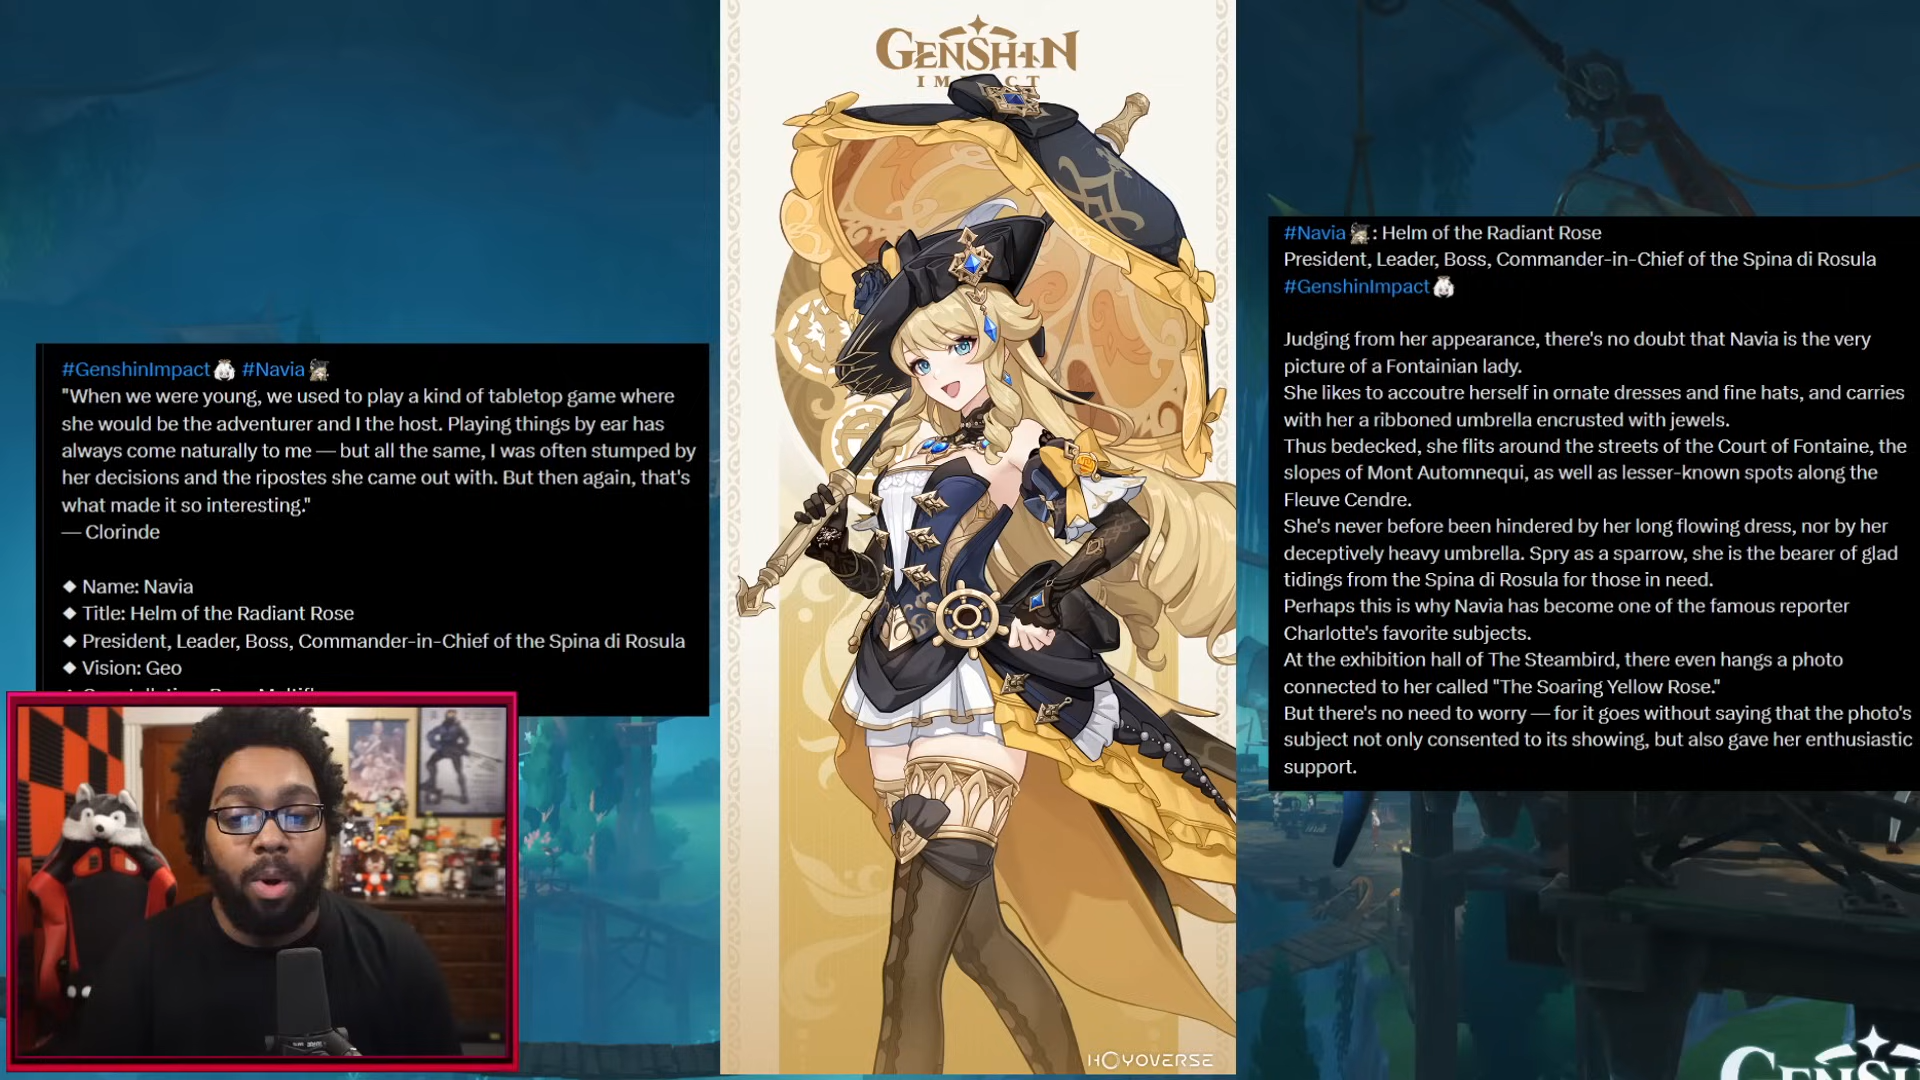 GENSHIN
IMPACT
#GenshinImpact #Navia
"When we were young, we used to play a kind of tabletop game where
she would be the adventurer and I the host. Playing things by ear has
always come naturally to me — but all the same, I was often stumped by
her decisions and the ripostes she came out with. But then again, that's
what made it so interesting."
— Clorinde
◆ Name: Navia
◆ Title: Helm of the Radiant Rose
◆ President, Leader, Boss, Commander-in-Chief of the Spina di Rosula
◆ Vision: Geo
#Navia: Helm of the Radiant Rose
President, Leader, Boss, Commander-in-Chief of the Spina di Rosula
#GenshinImpact
Judging from her appearance, there's no doubt that Navia is the very
picture of a Fontainian lady.
She likes to accoutre herself in ornate dresses and fine hats, and carries
with her a ribboned umbrella encrusted with jewels.
Thus bedecked, she flits around the streets of the Court of Fontaine, the
slopes of Mont Automnequi, as well as lesser-known spots along the
Fleuve Cendre.
She's never before been hindered by her long flowing dress, nor by her
deceptively heavy umbrella. Spry as a sparrow, she is the bearer of glad
tidings from the Spina di Rosula for those in need.
Perhaps this is why Navia has become one of the famous reporter
Charlotte's favorite subjects.
At the exhibition hall of The Steambird, there even hangs a photo
connected to her called "The Soaring Yellow Rose."
But there's no need to worry — for it goes without saying that the photo's
subject not only consented to its showing, but also gave her enthusiastic
support.
HOYOVERSE